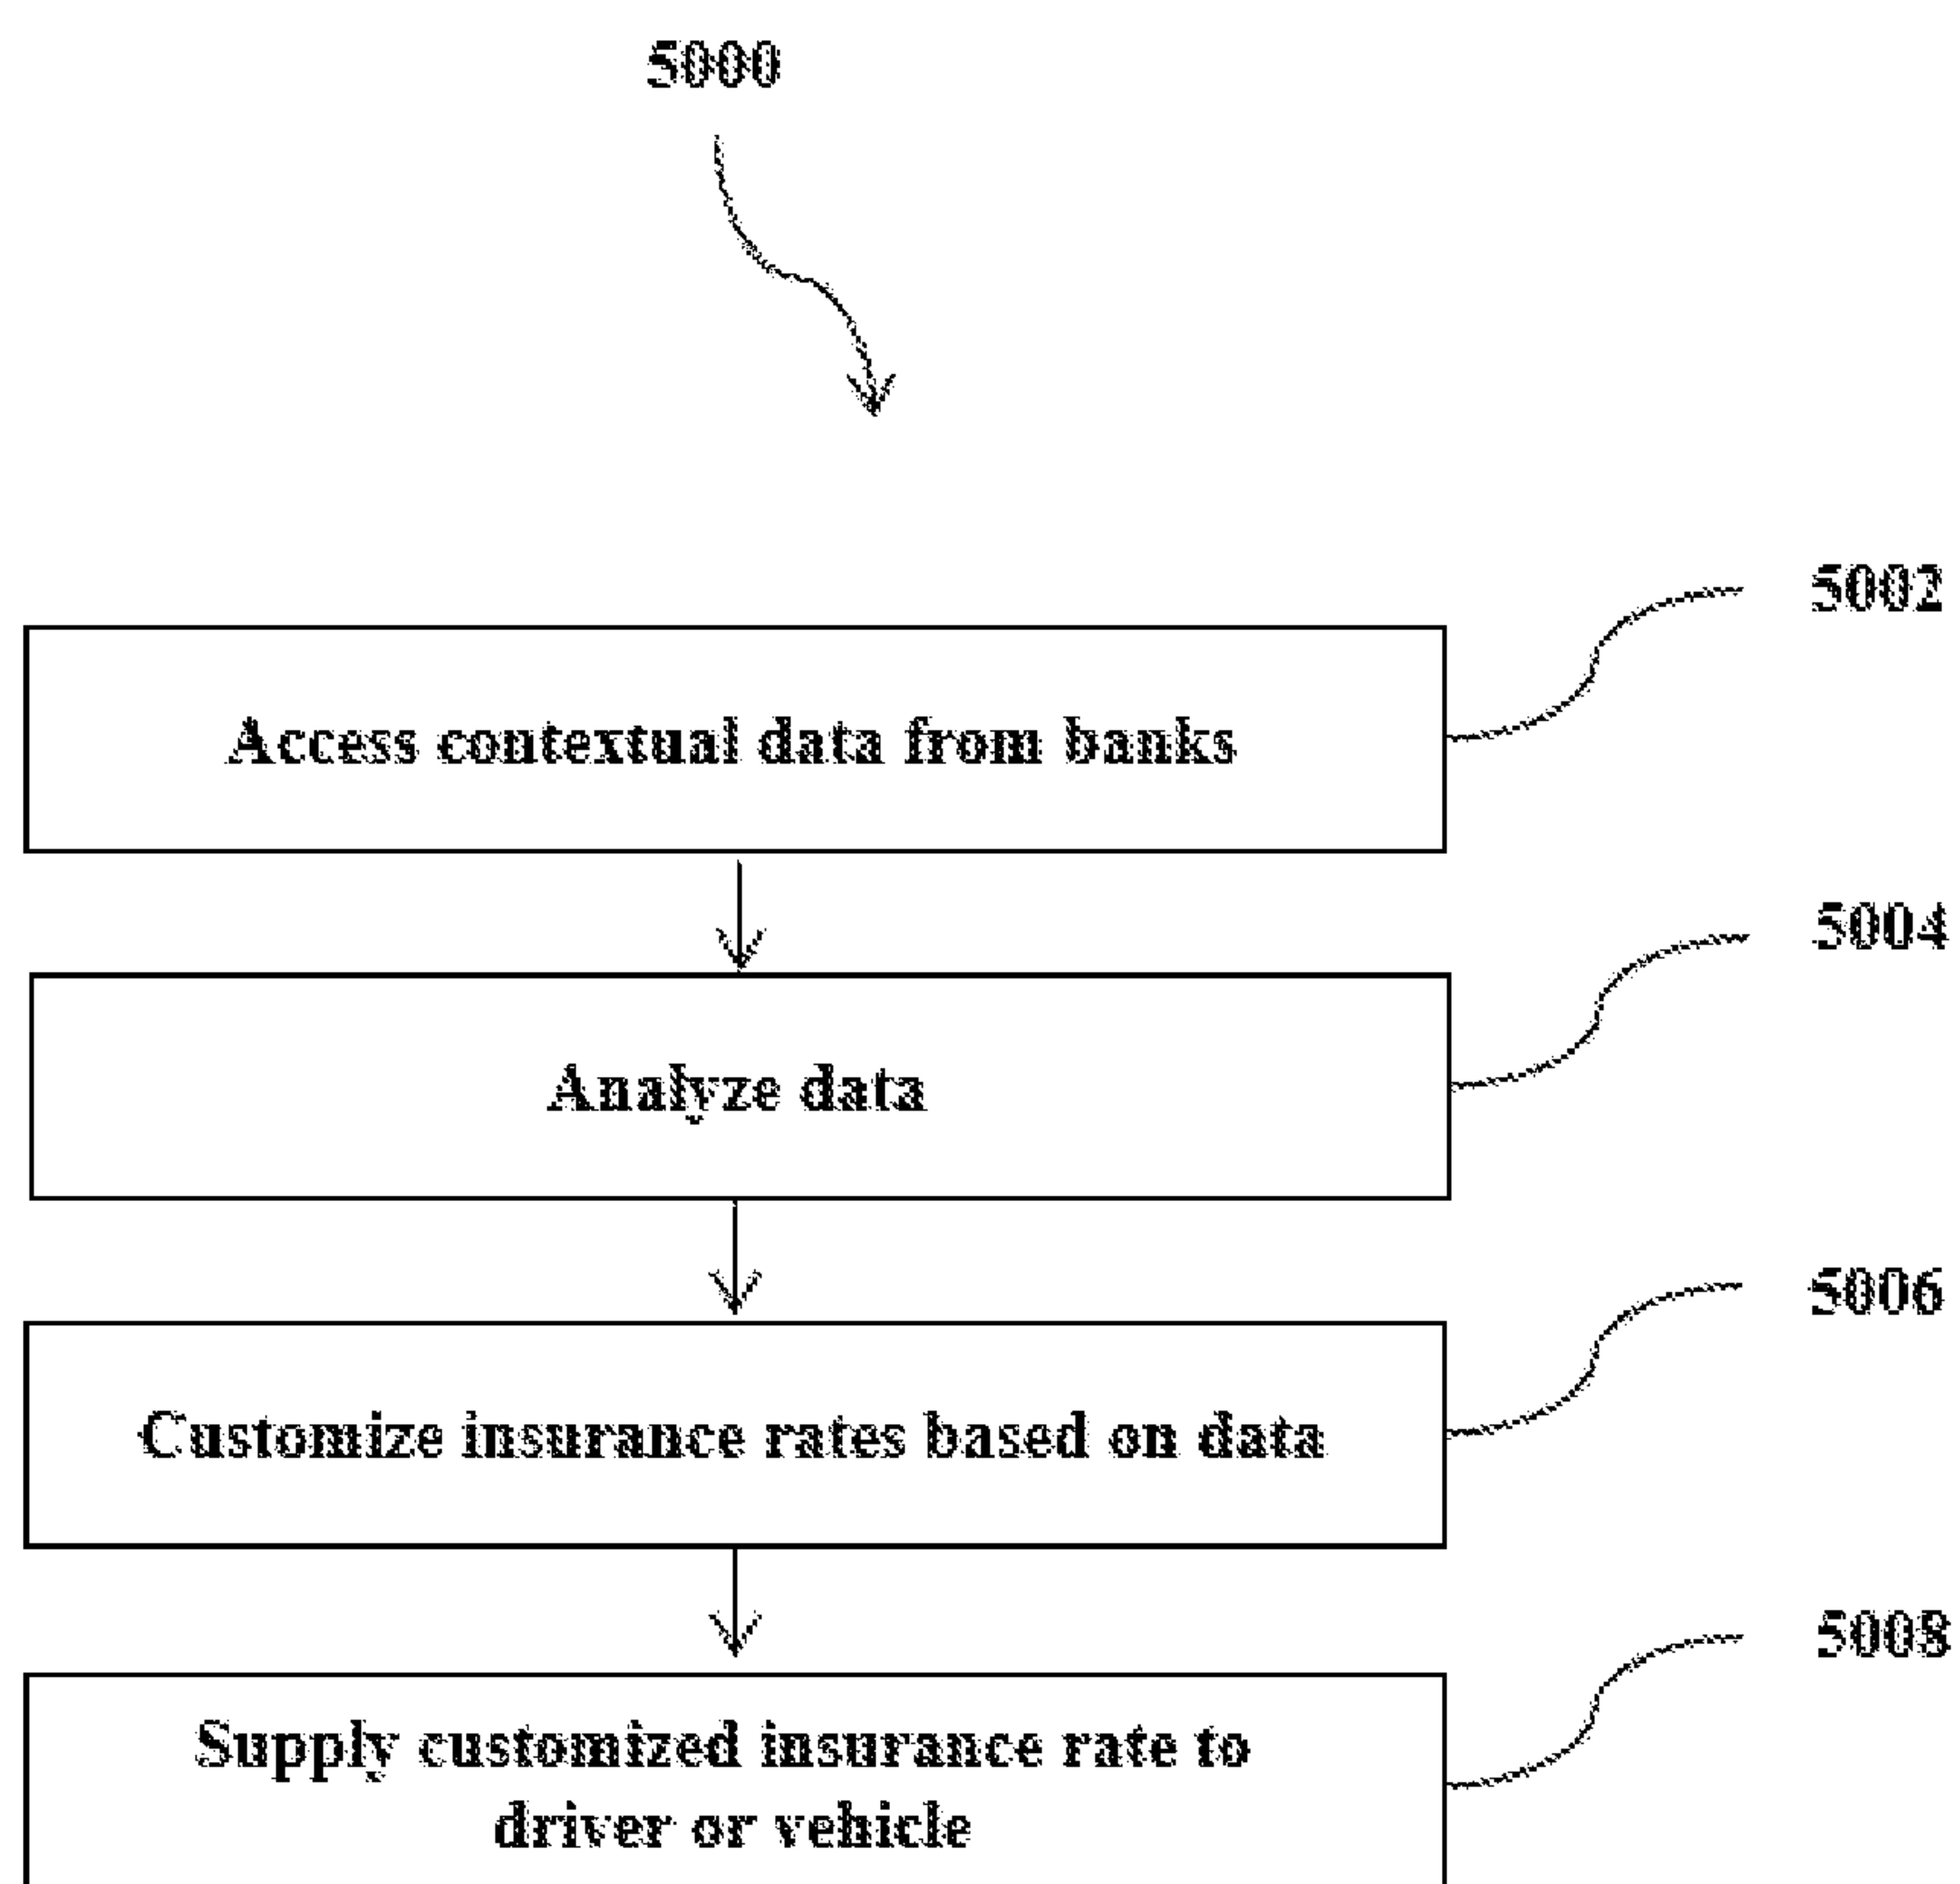 5000
5002
Access contextual data from banks
5004
Analyze data
5006
Customize insurance rates based on data
5008
Supply customized insurance rate to
driver or vehicle